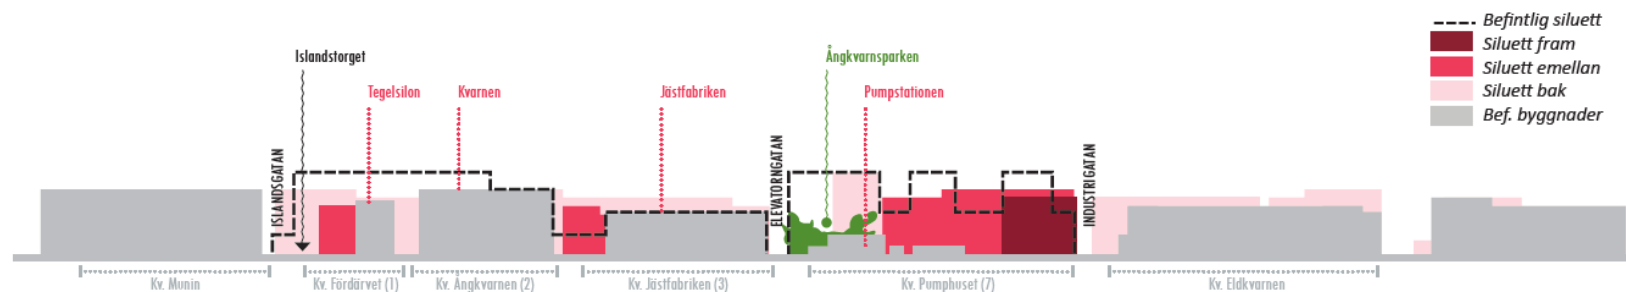 Befintlig siluett
Siluett fram
Siluett emellan
Siluett bak
Bef. byggnader
Islandstorget
Ångkvarnsparken
Tegelsilon
Kvarnen
Jästfabriken
Pumpstationen
ISLANDSGATAN
ELEVATORNGATAN
INDUSTRIGATAN
Kv. Munin
Kv. Fördärvet (1)
Kv. Ångkvarnen (2)
Kv. Jästfabriken (3)
Kv. Pumphuset (7)
Kv. Eldkvarnen